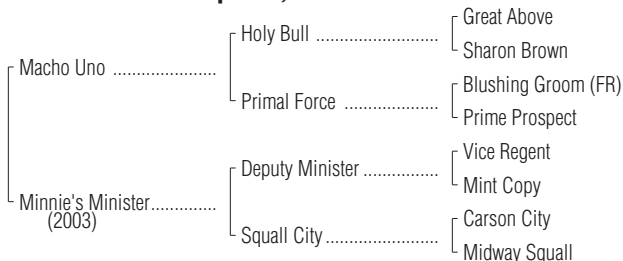 Great Above
Holy Bull ....................
Sharon Brown
Macho Uno ......................
Blushing Groom (FR)
Primal Force ..................
Prime Prospect
Vice Regent
Deputy Minister ................
Mint Copy
Minnie's Minister..............
(2003)
Carson City
Squall City........................
Midway Squall